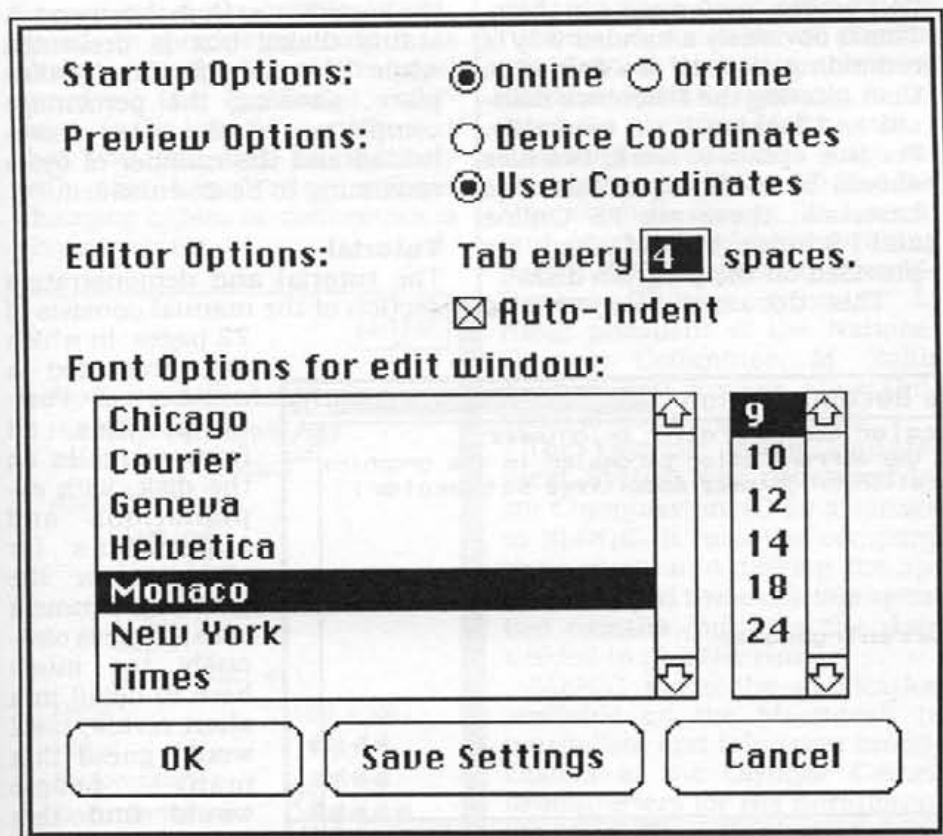 Startup Options: Online Offline
Preview Options: Device Coordinates
User Coordinates
Editor Options: Tab every 4 spaces.
Auto-Indent
Font Options for edit window:
Chicago 9
Courier 10
Geneva 12
Helvetica 14
Monaco 18
New York 24
Times
OK Save Settings Cancel